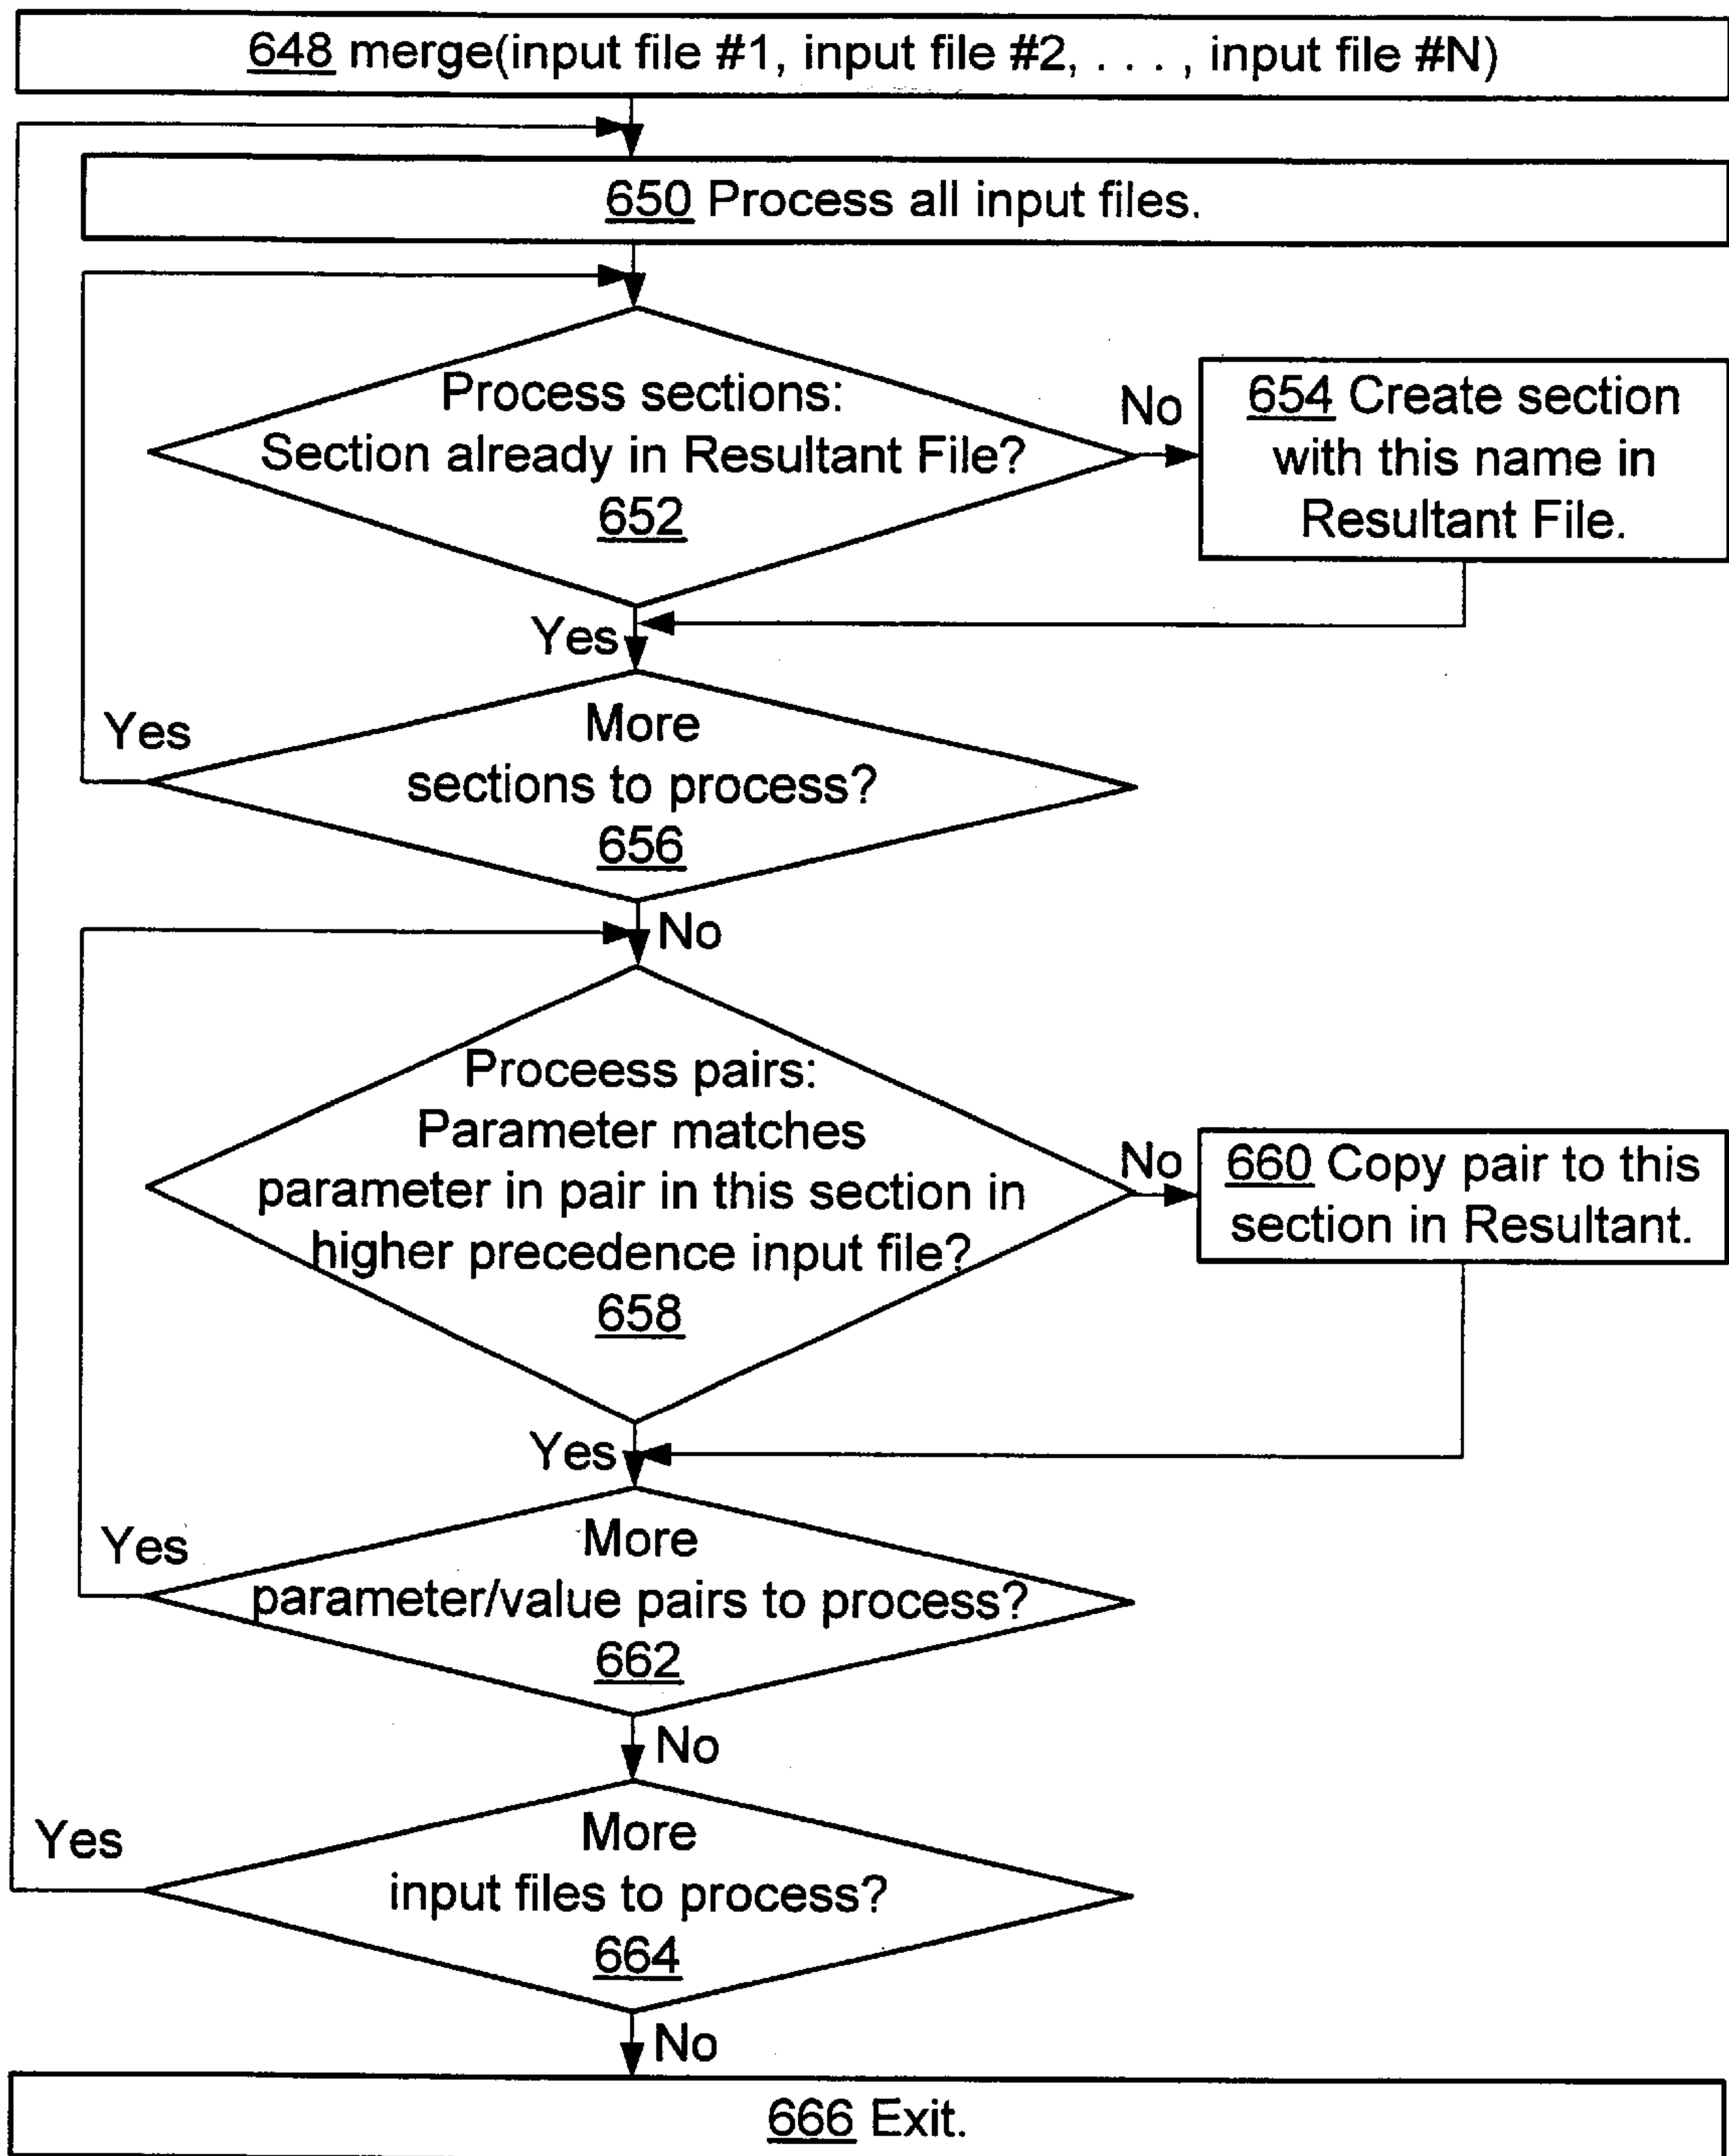 648 merge(input file #1, input file #2, . . . , input file #N)
650 Process all input files.
Process sections:
Section already in Resultant File?
652
No
654 Create section
with this name in
Resultant File.
Yes
More
sections to process?
656
Yes
No
Proceess pairs:
Parameter matches
parameter in pair in this section in
higher precedence input file?
658
No
660 Copy pair to this
section in Resultant.
Yes
More
parameter/value pairs to process?
662
Yes
No
More
input files to process?
664
Yes
No
666 Exit.